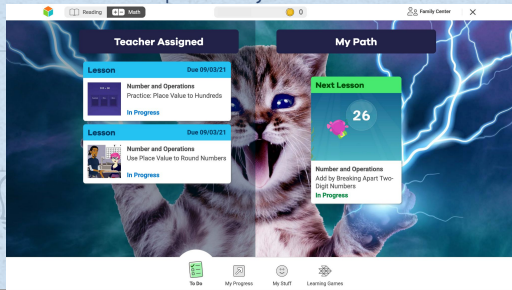 Reading
Math
0
Family Center
Teacher Assigned
My Path
Lesson
Due 09/03/21
Number and Operations
Practice: Place Value to Hundreds
In Progress
Lesson
Due 09/03/21
Number and Operations
Use Place Value to Round Numbers
In Progress
Next Lesson
26
Number and Operations
Add by Breaking Apart Two-
Digit Numbers
In Progress
To Do
My Progress
My Stuff
Learning Games